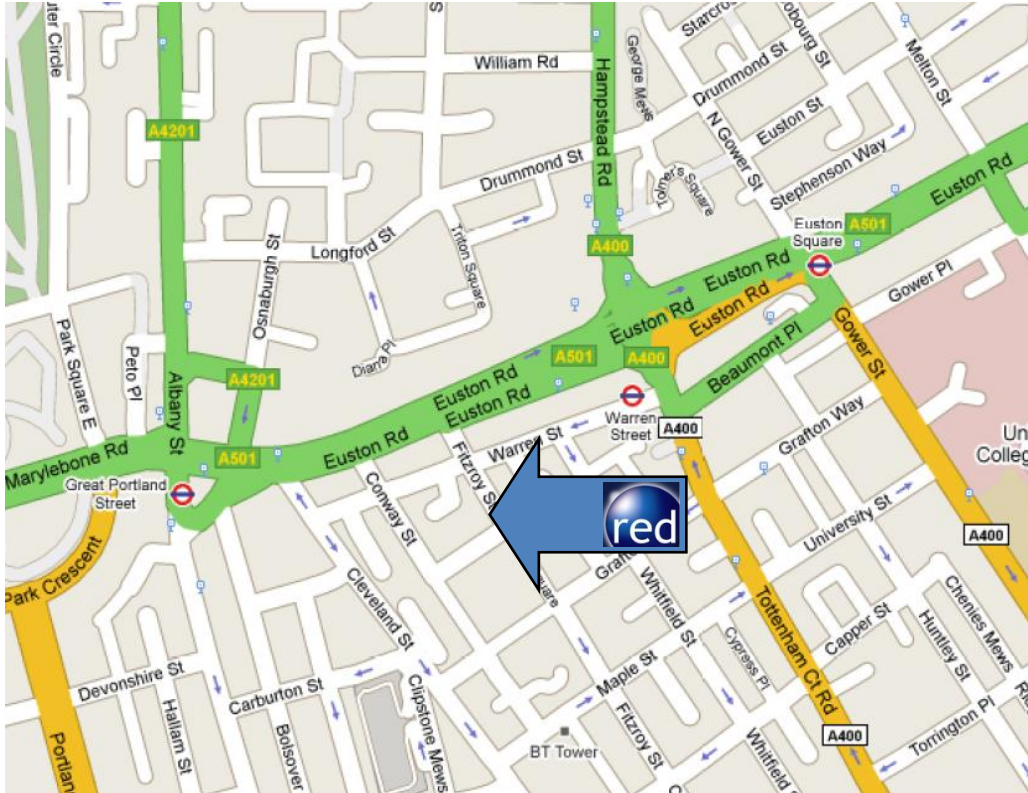 uter Circle
S
William Rd
Hampstead Rd
George Mews
Starcro
obourg St
Melton St
Drummond St
A4201
N Gower St
Euston St
Stephenson Way
Drummond St
Tolmer's Square
Euston Rd
Longford St
Triton Square
Osnaburgh St
A400
Euston
Square
A501
Euston Rd
Euston Rd
Gower Pl
Park Square E
Peto Pl
Albany St
Diana Pl
Euston Rd
A501
A400
Beaumont Pl
Gower St
A4201
Euston Rd
Euston Rd
Warren
Street
A400
Grafton Way
Marylebone Rd
A501
Euston Rd
Warren St
Fitzroy
Un
Colleg
Great Portland
Street
Conway St
red
University St
A400
Park Crescent
Cleveland St
quare
Whitfield St
Tottenham Ct Rd
Capper St
Chenies Mews
Huntley St
Cypress Pl
Devonshire St
Carburton St
Maple St
Hallam St
Bolsover
Clipstone Mews
Fitzroy St
BT Tower
Whitfield S
A400
Torrington Pl
Portlan